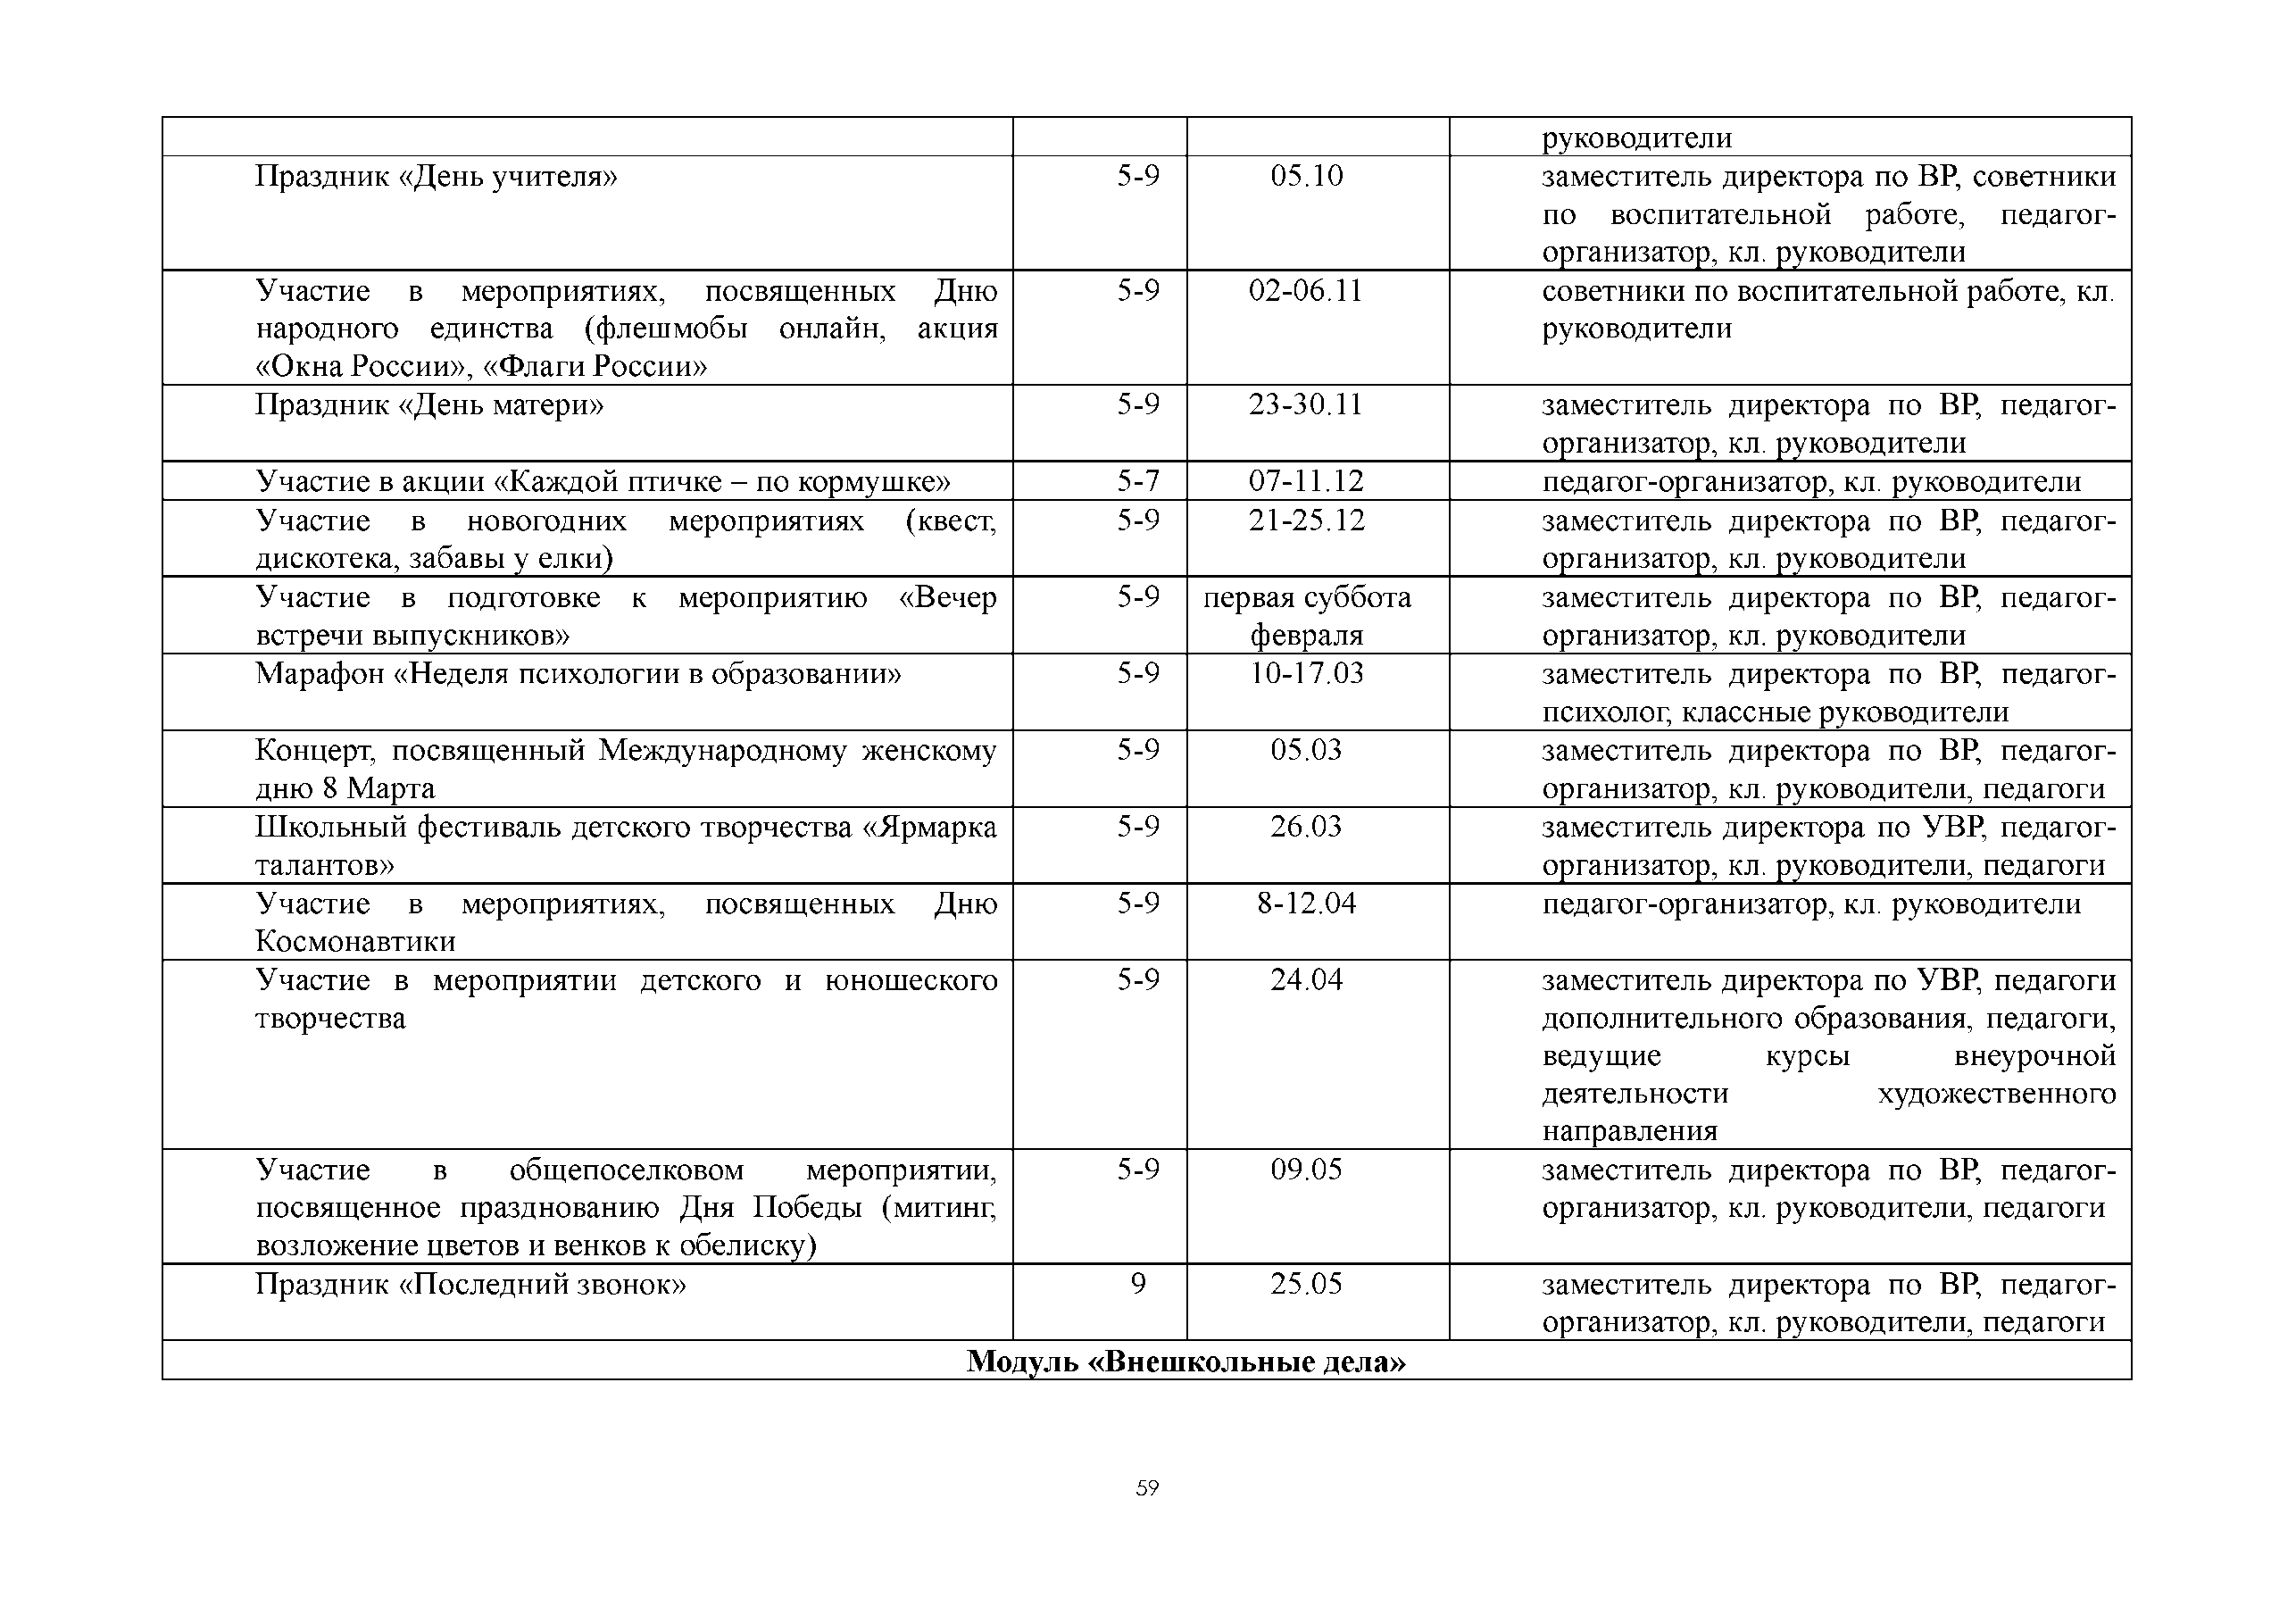 руководители
Праздник «День учителя» 5-9 05.10 заместитель директора по ВР, советники
по воспитательной работе, педагог-
организатор, кл. руководители
Участие в мероприятиях, посвященных Дню 5-9 02-06.11 советники по воспитательной работе, кл.
народного единства (флешмобы онлайн, акция руководители
«Окна России», «Флаги России»
Праздник «День матери» 5-9 23-30.11 заместитель директора по ВР, педагог-
организатор, кл. руководители
Участие в акции «Каждой птичке – по кормушке» 5-7 07-11.12 педагог-организатор, кл. руководители
Участие в новогодних мероприятиях (квест, 5-9 21-25.12 заместитель директора по ВР, педагог-
дискотека, забавы у елки) организатор, кл. руководители
Участие в подготовке к мероприятию «Вечер 5-9 первая суббота заместитель директора по ВР, педагог-
встречи выпускников» февраля организатор, кл. руководители
Марафон «Неделя психологии в образовании» 5-9 10-17.03 заместитель директора по ВР, педагог-
психолог, классные руководители
Концерт, посвященный Международному женскому 5-9 05.03 заместитель директора по ВР, педагог-
дню 8 Марта организатор, кл. руководители, педагоги
Школьный фестиваль детского творчества «Ярмарка 5-9 26.03 заместитель директора по УВР, педагог-
талантов» организатор, кл. руководители, педагоги
Участие в мероприятиях, посвященных Дню 5-9 8-12.04 педагог-организатор, кл. руководители
Космонавтики
Участие в мероприятии детского и юношеского 5-9 24.04 заместитель директора по УВР, педагоги
творчества дополнительного образования, педагоги,
ведущие курсы внеурочной
деятельности художественного
направления
Участие в общепоселковом мероприятии, 5-9 09.05 заместитель директора по ВР, педагог-
посвященное празднованию Дня Победы (митинг, организатор, кл. руководители, педагоги
возложение цветов и венков к обелиску)
Праздник «Последний звонок» 9 25.05 заместитель директора по ВР, педагог-
организатор, кл. руководители, педагоги
Модуль «Внешкольные дела»
59